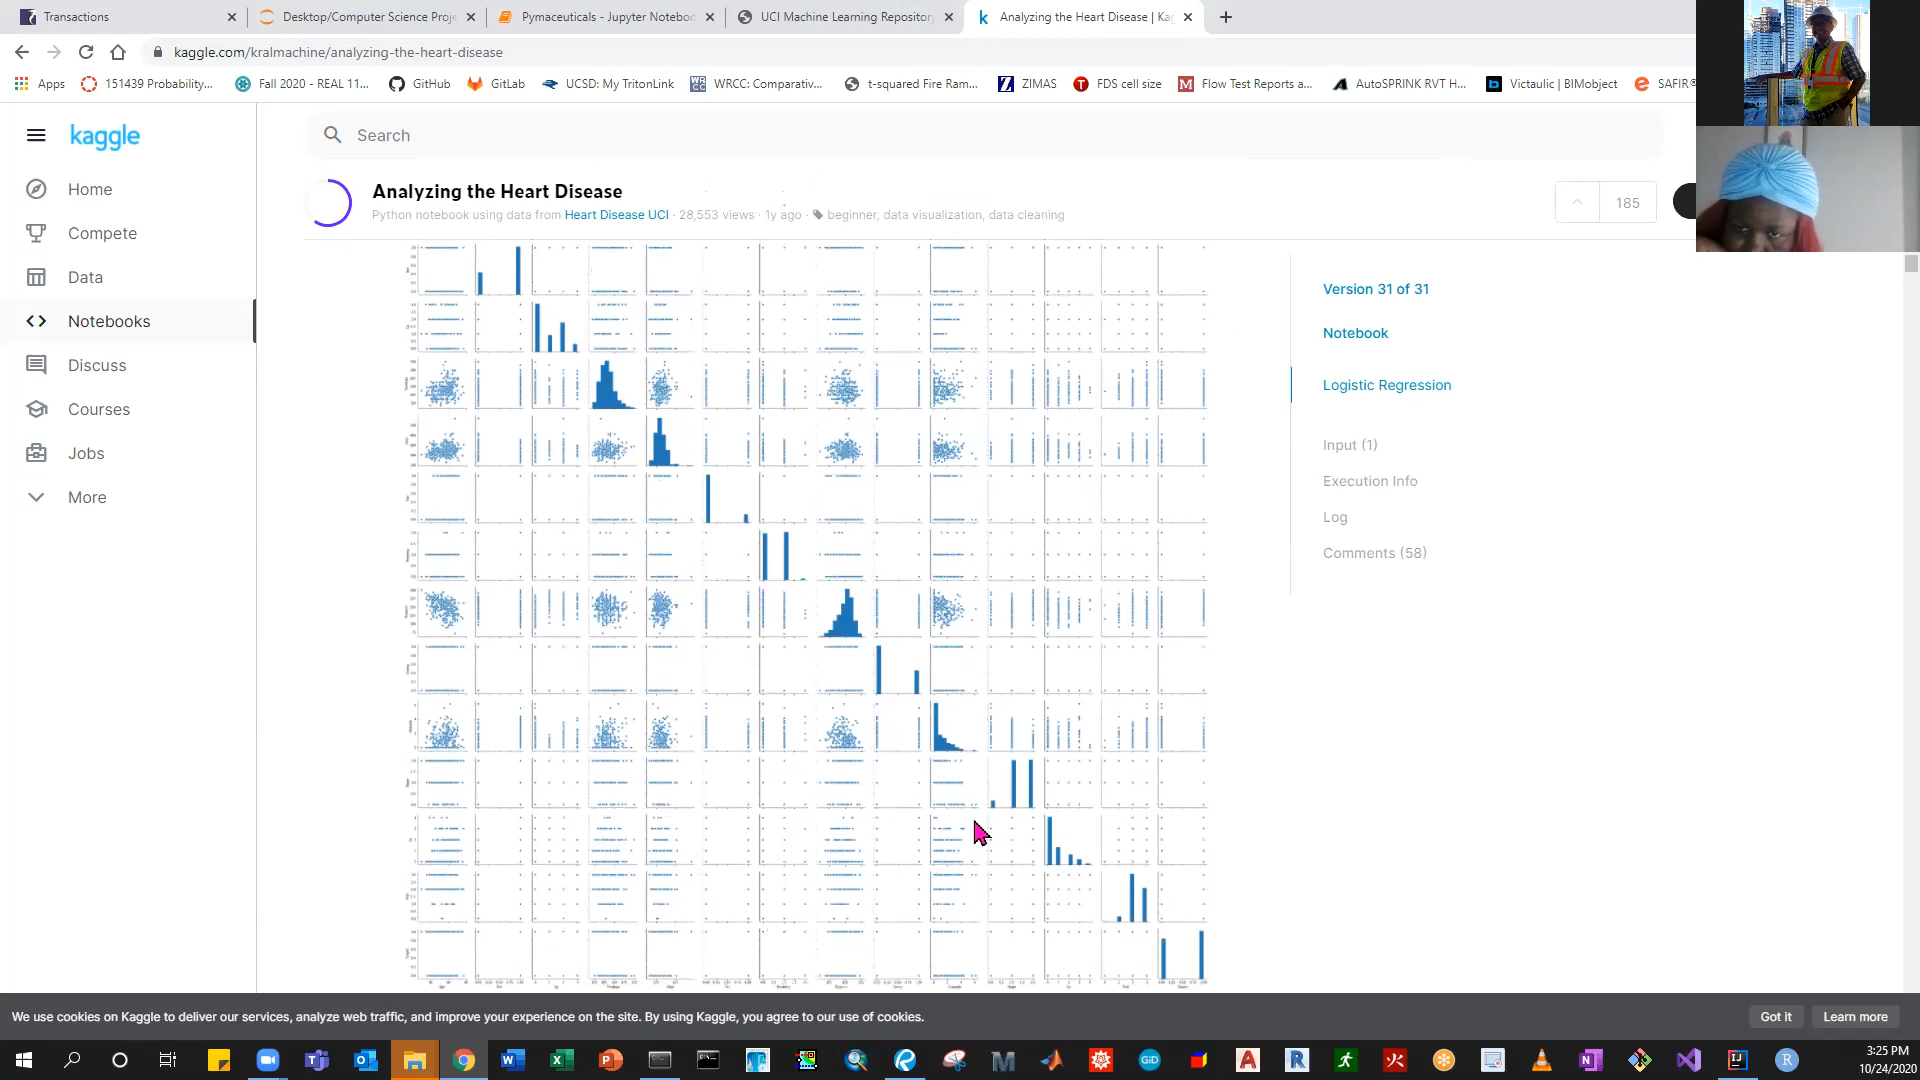 Transactions
Desktop/Computer Science Proje
Pymaceuticals - Jupyter Noteboo
UCI Machine Learning Repository
Analyzing the Heart Disease | Kag
kaggle.com/kralmachine/analyzing-the-heart-disease
Apps
151439 Probability...
Fall 2020 - REAL 11...
GitHub
GitLab
UCSD: My TritonLink
WRCC: Comparativ...
t-squared Fire Ram...
ZIMAS
FDS cell size
Flow Test Reports a...
AutoSPRINK RVT H...
Victaulic | BIMobject
SAFIR®
kaggle
Search
Home
Compete
Data
Notebooks
Discuss
Courses
Jobs
More
Analyzing the Heart Disease
Python notebook using data from Heart Disease UCI · 28,553 views · 1y ago · beginner, data visualization, data cleaning
185
Version 31 of 31
Notebook
Logistic Regression
Input (1)
Execution Info
Log
Comments (58)
We use cookies on Kaggle to deliver our services, analyze web traffic, and improve your experience on the site. By using Kaggle, you agree to our use of cookies.
Got it
Learn more
3:25 PM
10/24/2020